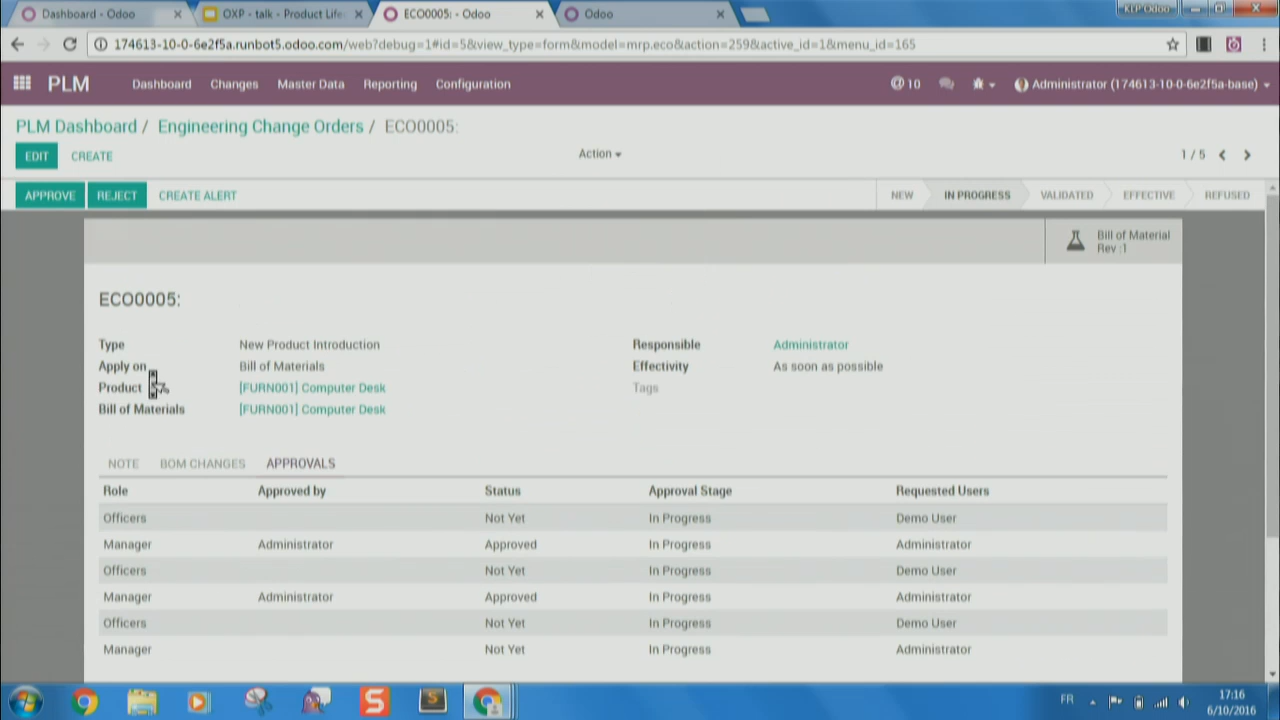 Dashboard - Odoo
OXP - talk - Product Life
ECO0005: - Odoo
Odoo
KLP Odoo
174613-10-0-6e2f5a.runbot5.odoo.com/web?debug=1#id=5&view_type=form&model=mrp.eco&action=259&active_id=1&menu_id=165
PLM Dashboard Changes Master Data Reporting Configuration @ 10 Administrator (174613-10-0-6e2f5a-base)
PLM Dashboard / Engineering Change Orders / ECO0005:
EDIT CREATE Action 1 / 5
APPROVE REJECT CREATE ALERT NEW IN PROGRESS VALIDATED EFFECTIVE REFUSED
Bill of Material
Rev :1
ECO0005:
Type New Product Introduction Responsible Administrator
Apply on Bill of Materials Effectivity As soon as possible
Product [FURN001] Computer Desk Tags
Bill of Materials [FURN001] Computer Desk
NOTE BOM CHANGES APPROVALS
Role Approved by Status Approval Stage Requested Users
Officers Not Yet In Progress Demo User
Manager Administrator Approved In Progress Administrator
Officers Not Yet In Progress Demo User
Manager Administrator Approved In Progress Administrator
Officers Not Yet In Progress Demo User
Manager Not Yet In Progress Administrator
FR 17:16
6/10/2016